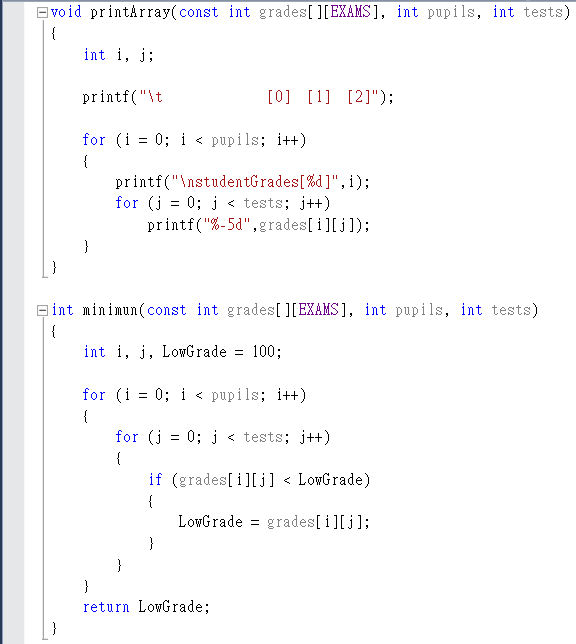 void printArray(const int grades[][EXAMS], int pupils, int tests)
{
    int i, j;

    printf("\t             [0]  [1]  [2]");

    for (i = 0; i < pupils; i++)
    {
        printf("\nstudentGrades[%d]",i);
        for (j = 0; j < tests; j++)
            printf("%-5d",grades[i][j]);
    }
}

int minimun(const int grades[][EXAMS], int pupils, int tests)
{
    int i, j, LowGrade = 100;

    for (i = 0; i < pupils; i++)
    {
        for (j = 0; j < tests; j++)
        {
            if (grades[i][j] < LowGrade)
            {
                LowGrade = grades[i][j];
            }
        }
    }
    return LowGrade;
}